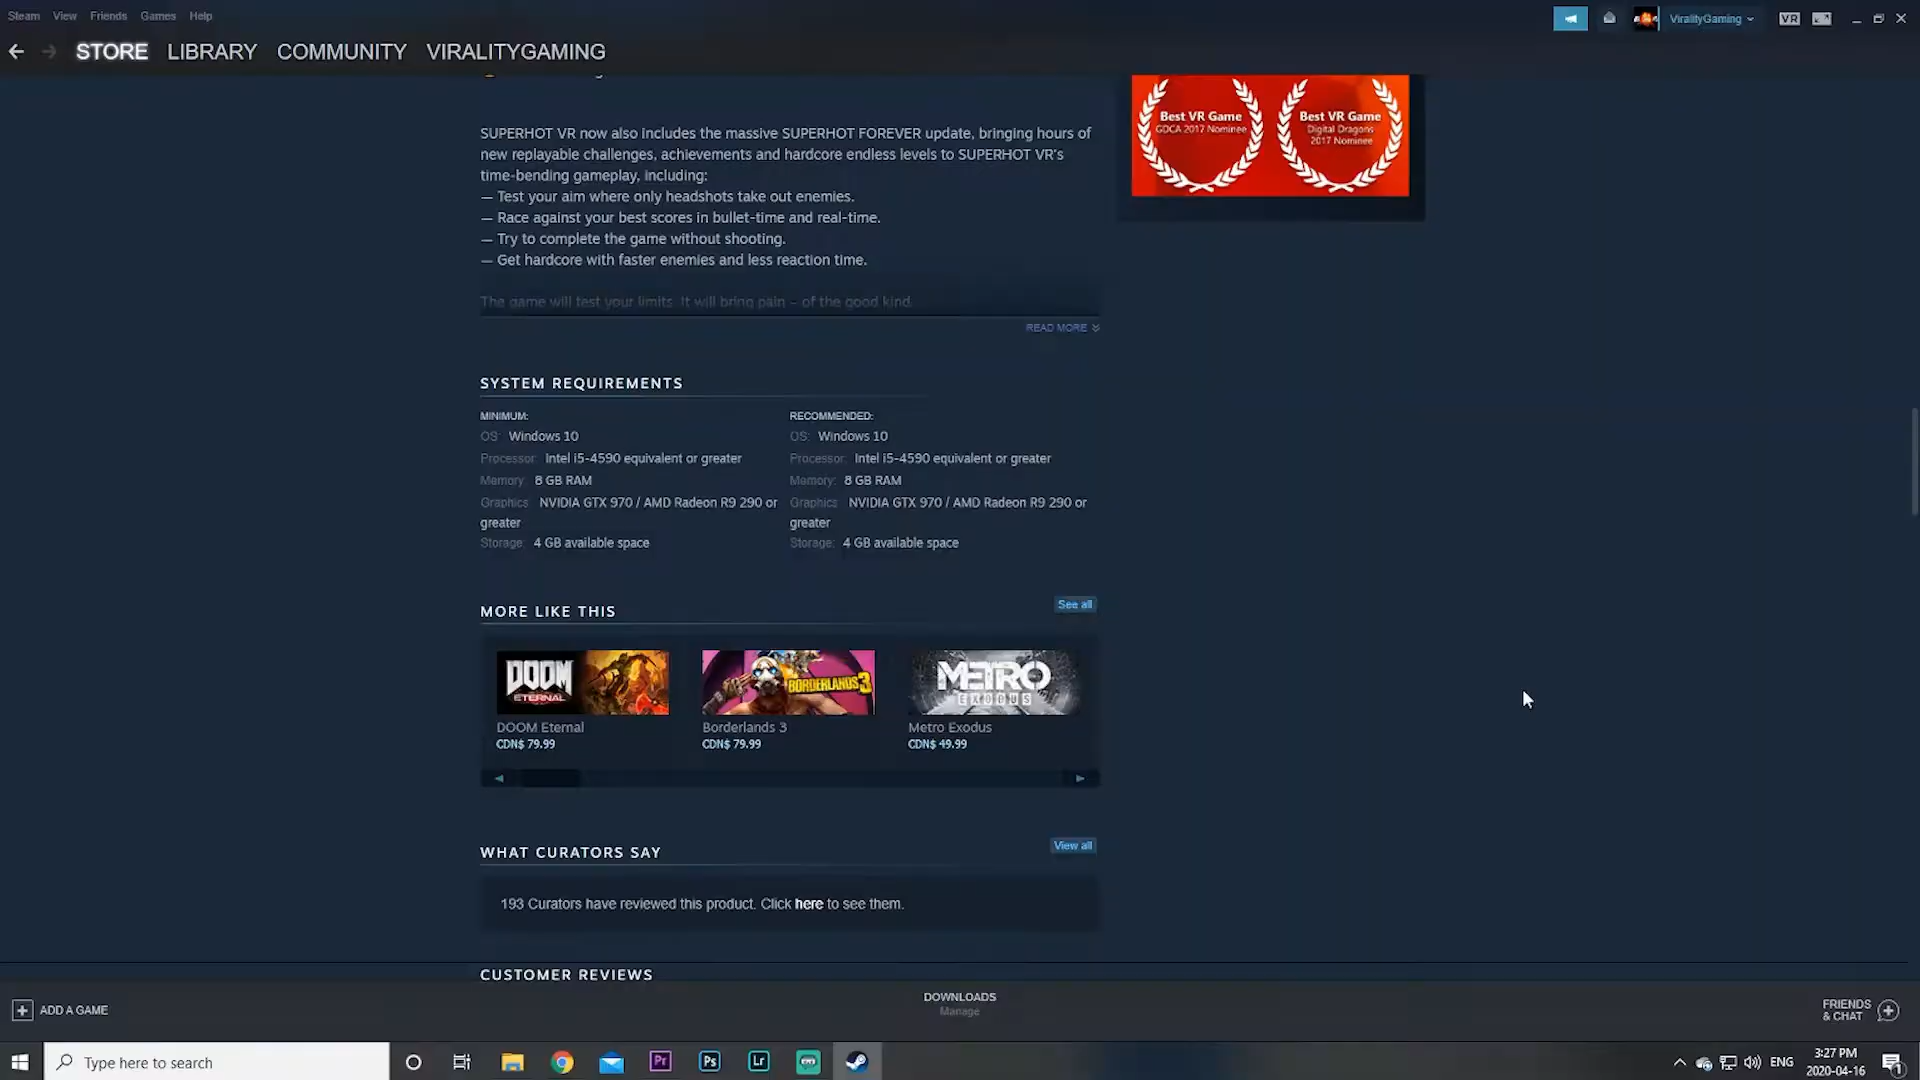 Steam View Friends Games Help
ViralityGaming
VR
STORE LIBRARY COMMUNITY VIRALITYGAMING
Best VR Game
GDCA 2017 Nominee
Best VR Game
Digital Dragons
2017 Nominee
SUPERHOT VR now also includes the massive SUPERHOT FOREVER update, bringing hours of
new replayable challenges, achievements and hardcore endless levels to SUPERHOT VR's
time-bending gameplay, including:
— Test your aim where only headshots take out enemies.
— Race against your best scores in bullet-time and real-time.
— Try to complete the game without shooting.
— Get hardcore with faster enemies and less reaction time.
The game will test your limits. It will bring pain – of the good kind.
READ MORE
SYSTEM REQUIREMENTS
MINIMUM:
OS: Windows 10
Processor: Intel i5-4590 equivalent or greater
Memory: 8 GB RAM
Graphics: NVIDIA GTX 970 / AMD Radeon R9 290 or
greater
Storage: 4 GB available space
RECOMMENDED:
OS: Windows 10
Processor: Intel i5-4590 equivalent or greater
Memory: 8 GB RAM
Graphics: NVIDIA GTX 970 / AMD Radeon R9 290 or
greater
Storage: 4 GB available space
MORE LIKE THIS
See all
DOOM
ETERNAL
BORDERLANDS 3
METRO
EXODUS
DOOM Eternal
CDN$ 79.99
Borderlands 3
CDN$ 79.99
Metro Exodus
CDN$ 49.99
WHAT CURATORS SAY
View all
193 Curators have reviewed this product. Click here to see them.
CUSTOMER REVIEWS
ADD A GAME
DOWNLOADS
Manage
FRIENDS
& CHAT
Type here to search
Pr
Ps
Lr
ENG
3:27 PM
2020-04-16
1